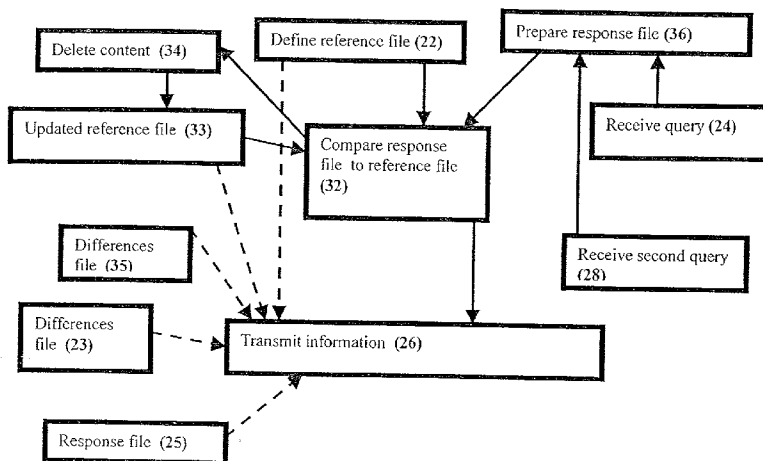 Delete content (34)
Define reference file (22)
Prepare response file (36)
Updated reference file (33)
Receive query (24)
Compare response
file to reference file
(32)
Differences
file (35)
Receive second query
(28)
Differences
file (23)
Transmit information (26)
Response file (25)